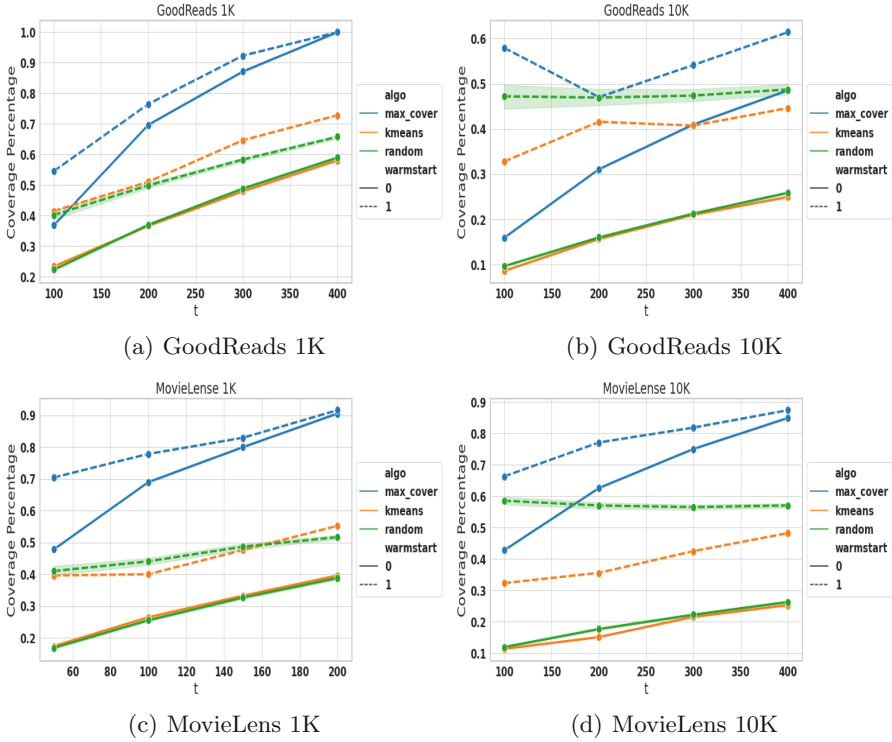 GoodReads 1K
Coverage Percentage
1.0
0.9
0.8
0.7
0.6
0.5
0.4
0.3
0.2
100 150 200 250 300 350 400
t
algo
max_cover
kmeans
random
warmstart
0
1
(a) GoodReads 1K
GoodReads 10K
Coverage Percentage
0.6
0.5
0.4
0.3
0.2
0.1
100 150 200 250 300 350 400
t
algo
max_cover
kmeans
random
warmstart
0
1
(b) GoodReads 10K
MovieLense 1K
Coverage Percentage
0.9
0.8
0.7
0.6
0.5
0.4
0.3
0.2
60 80 100 120 140 160 180 200
t
algo
max_cover
kmeans
random
warmstart
0
1
(c) MovieLens 1K
MovieLense 10K
Coverage Percentage
0.9
0.8
0.7
0.6
0.5
0.4
0.3
0.2
0.1
100 150 200 250 300 350 400
t
algo
max_cover
kmeans
random
warmstart
0
1
(d) MovieLens 10K